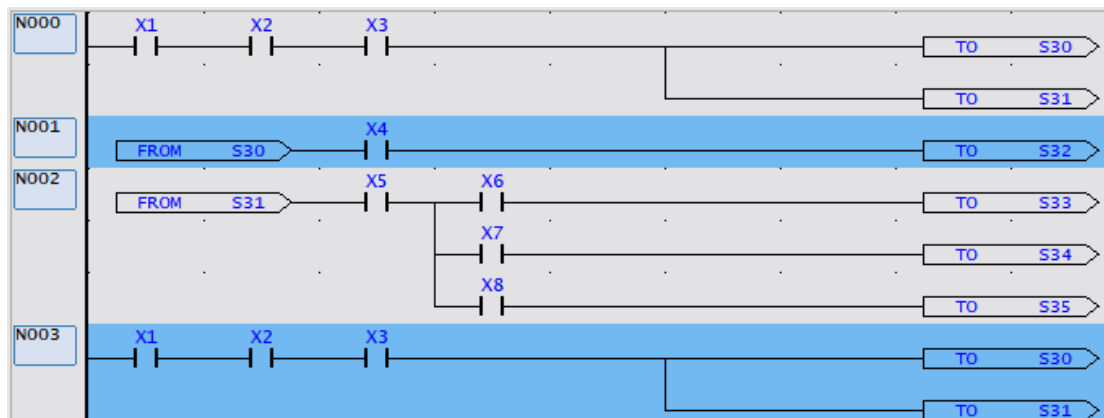 N000 X1 X2 X3
TO S30
TO S31
N001 X4
FROM S30 TO S32
N002 X5 X6
FROM S31 TO S33
X7
TO S34
X8
TO S35
N003 X1 X2 X3
TO S30
TO S31